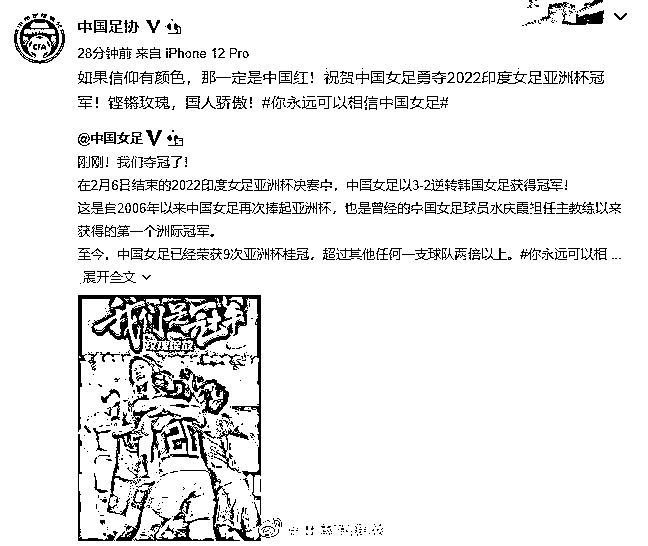 中国足协
28分钟前 来自 iPhone 12 Pro
如果信仰有颜色，那一定是中国红！祝贺中国女足勇夺2022印度女足亚洲杯冠
军！铿锵玫瑰，国人骄傲！#你永远可以相信中国女足#
@中国女足
刚刚！我们夺冠了！
在2月6日结束的2022印度女足亚洲杯决赛中，中国女足以3-2逆转韩国女足获得冠军！
这是自2006年以来中国女足再次捧起亚洲杯，也是曾经的中国女足球员水庆霞担任主教练以来
获得的第一个洲际冠军。
至今，中国女足已经荣获9次亚洲杯桂冠，超过其他任何一支球队两倍以上。#你永远可以相 ...
展开全文
我们是冠军
20
CFA